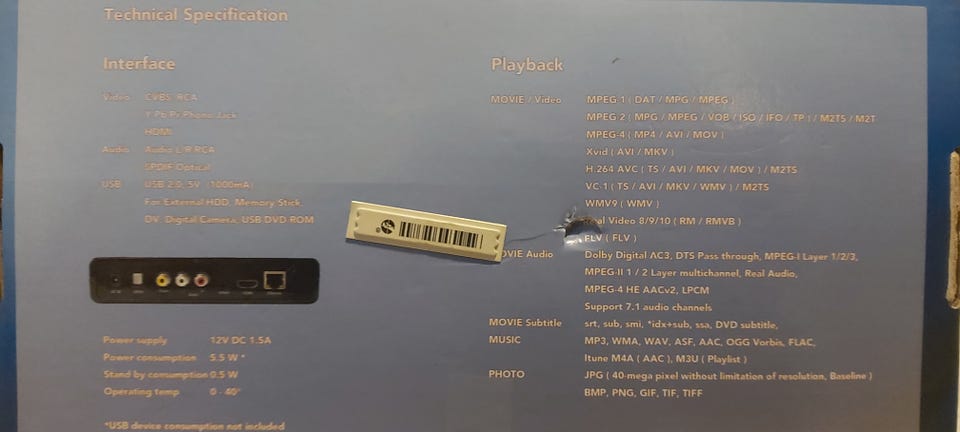 Technical Specification
Interface
Video CVBS RCA
Y Pb Pr Phono Jack
HDMI
Audio Audio L/R RCA
SPDIF Optical
USB USB 2.0, 5V (1000mA)
For External HDD, Memory Stick,
DV, Digital Camera, USB DVD ROM
Power supply 12V DC 1.5A
Power consumption 5.5 W *
Stand by consumption 0.5 W
Operating temp 0 - 40°
*USB device consumption not included
Playback
MOVIE / Video MPEG-1 ( DAT / MPG / MPEG )
MPEG 2 ( MPG / MPEG / VOB / ISO / IFO / TP ) / M2TS / M2T
MPEG-4 ( MP4 / AVI / MOV )
Xvid ( AVI / MKV )
H.264 AVC ( TS / AVI / MKV / MOV ) / M2TS
VC-1 ( TS / AVI / MKV / WMV ) / M2TS
WMV9 ( WMV )
Video 8/9/10 ( RM / RMVB )
FLV ( FLV )
Audio Dolby Digital AC3, DTS Pass through, MPEG-I Layer 1/2/3,
MPEG-II 1 / 2 Layer multichannel, Real Audio,
MPEG-4 HE AACv2, LPCM
Support 7.1 audio channels
MOVIE Subtitle srt, sub, smi, *idx+sub, ssa, DVD subtitle,
MUSIC MP3, WMA, WAV, ASF, AAC, OGG Vorbis, FLAC,
Itune M4A ( AAC ), M3U ( Playlist )
PHOTO JPG ( 40-mega pixel without limitation of resolution, Baseline )
BMP, PNG, GIF, TIF, TIFF